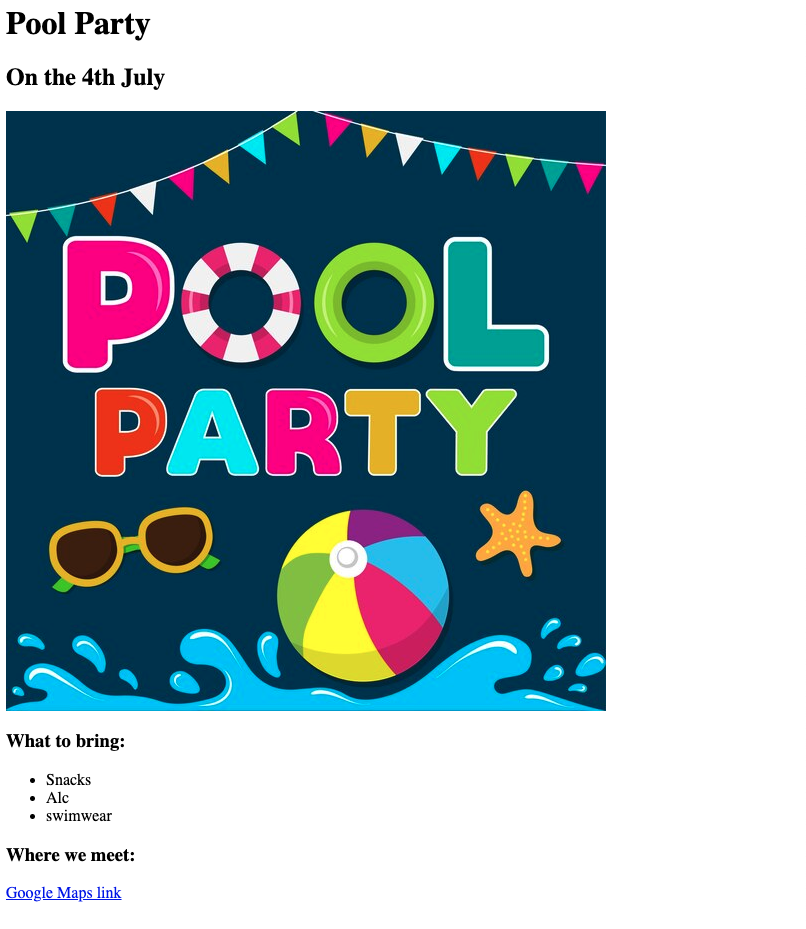 Pool Party
On the 4th July
POOL
PARTY
What to bring:
Snacks
Alc
swimwear
Where we meet:
Google Maps link